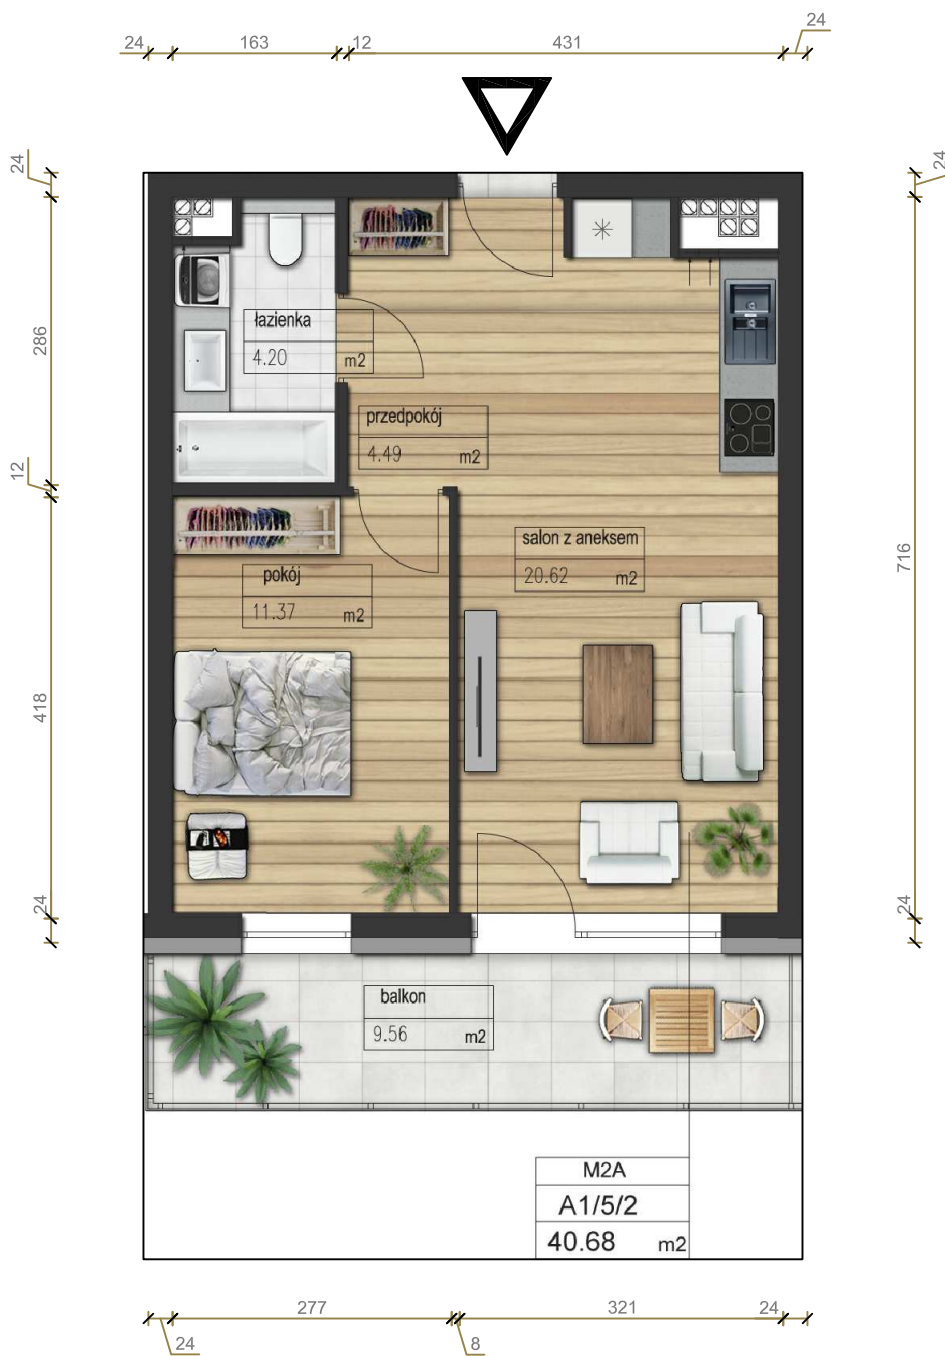 24
163
12
431
24
24
286
12
418
24
24
716
24
łazienka
4.20 m2
przedpokój
4.49 m2
salon z aneksem
20.62 m2
pokój
11.37 m2
balkon
9.56 m2
M2A
A1/5/2
40.68 m2
24
277
8
321
24